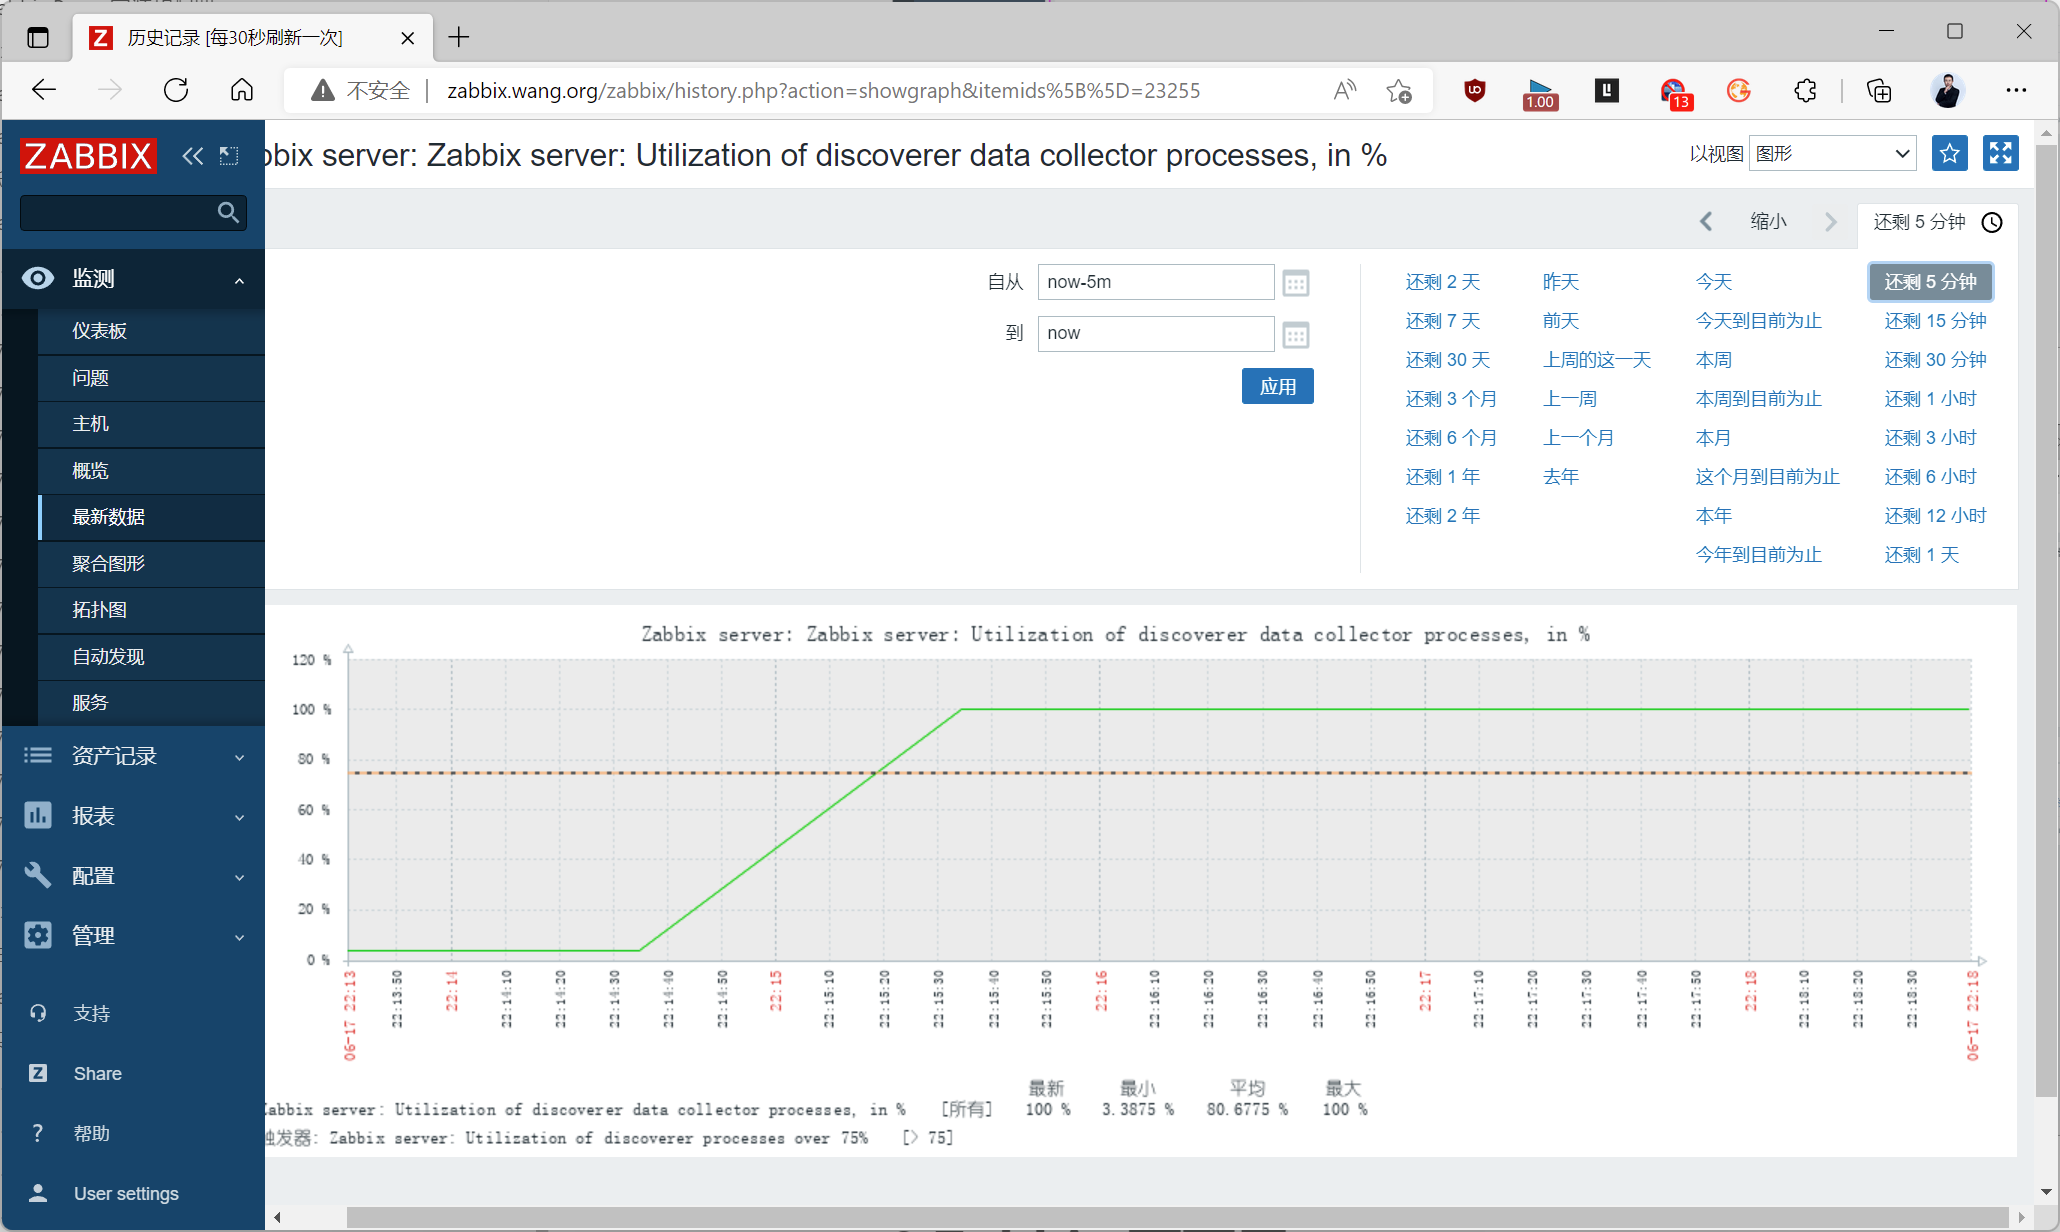 历史记录 [每30秒刷新一次]
不安全 zabbix.wang.org/zabbix/history.php?action=showgraph&itemids%5B%5D=23255
1.00
13
ZABBIX
bbix server: Zabbix server: Utilization of discoverer data collector processes, in %
以视图 图形
缩小
还剩 5 分钟
监测
仪表板
问题
主机
概览
最新数据
聚合图形
拓扑图
自动发现
服务
资产记录
报表
配置
管理
支持
Share
帮助
User settings
自从 now-5m
到 now
应用
还剩 2 天 昨天 今天 还剩 5 分钟
还剩 7 天 前天 今天到目前为止 还剩 15 分钟
还剩 30 天 上周的这一天 本周 还剩 30 分钟
还剩 3 个月 上一周 本周到目前为止 还剩 1 小时
还剩 6 个月 上一个月 本月 还剩 3 小时
还剩 1 年 去年 这个月到目前为止 还剩 6 小时
还剩 2 年 本年 还剩 12 小时
今年到目前为止 还剩 1 天
Zabbix server: Zabbix server: Utilization of discoverer data collector processes, in %
120 %
100 %
80 %
60 %
40 %
20 %
0 %
06-17 22:13
22:13:50
22:14
22:14:10
22:14:20
22:14:30
22:14:40
22:14:50
22:15
22:15:10
22:15:20
22:15:30
22:15:40
22:15:50
22:16
22:16:10
22:16:20
22:16:30
22:16:40
22:16:50
22:17
22:17:10
22:17:20
22:17:30
22:17:40
22:17:50
22:18
22:18:10
22:18:20
22:18:30
06-17 22:18
最新 最小 平均 最大
Zabbix server: Utilization of discoverer data collector processes, in % [所有] 100 % 3.3875 % 80.6775 % 100 %
触发器: Zabbix server: Utilization of discoverer processes over 75% [> 75]